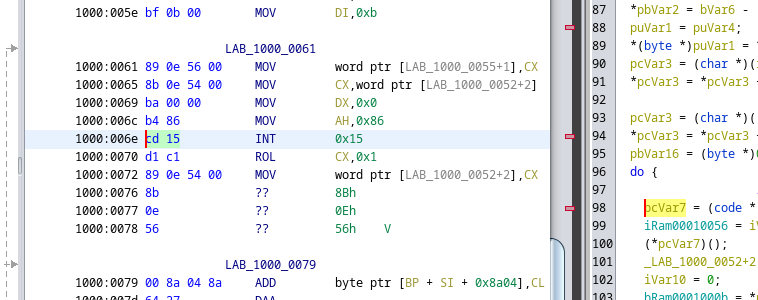 1000:005e bf 0b 00 MOV DI,0xb
LAB_1000_0061
1000:0061 89 0e 56 00 MOV word ptr [LAB_1000_0055+1],CX
1000:0065 8b 0e 54 00 MOV CX,word ptr [LAB_1000_0052+2]
1000:0069 ba 00 00 MOV DX,0x0
1000:006c b4 86 MOV AH,0x86
1000:006e cd 15 INT 0x15
1000:0070 d1 c1 ROL CX,0x1
1000:0072 89 0e 54 00 MOV word ptr [LAB_1000_0052+2],CX
1000:0076 8b ?? 8Bh
1000:0077 0e ?? 0Eh
1000:0078 56 ?? 56h V
LAB_1000_0079
1000:0079 00 8a 04 8a ADD byte ptr [BP + SI + 0x8a04],CL
1000:007d 64 27 DAA
87 *pbVar2 = bVar6 -
88 puVar1 = puVar4;
89 *(byte *)puVar1 =
90 pcVar3 = (char *)(
91 *pcVar3 = *pcVar3
92
93 pcVar3 = (char *)(
94 *pcVar3 = *pcVar3
95 pbVar16 = (byte *)
96 do {
97
98 pcVar7 = (code *
99 iRam00010056 =
100 (*pcVar7)();
101 _LAB_1000_0052+2
102 iVar10 = 0;
103 bRam0001000b =